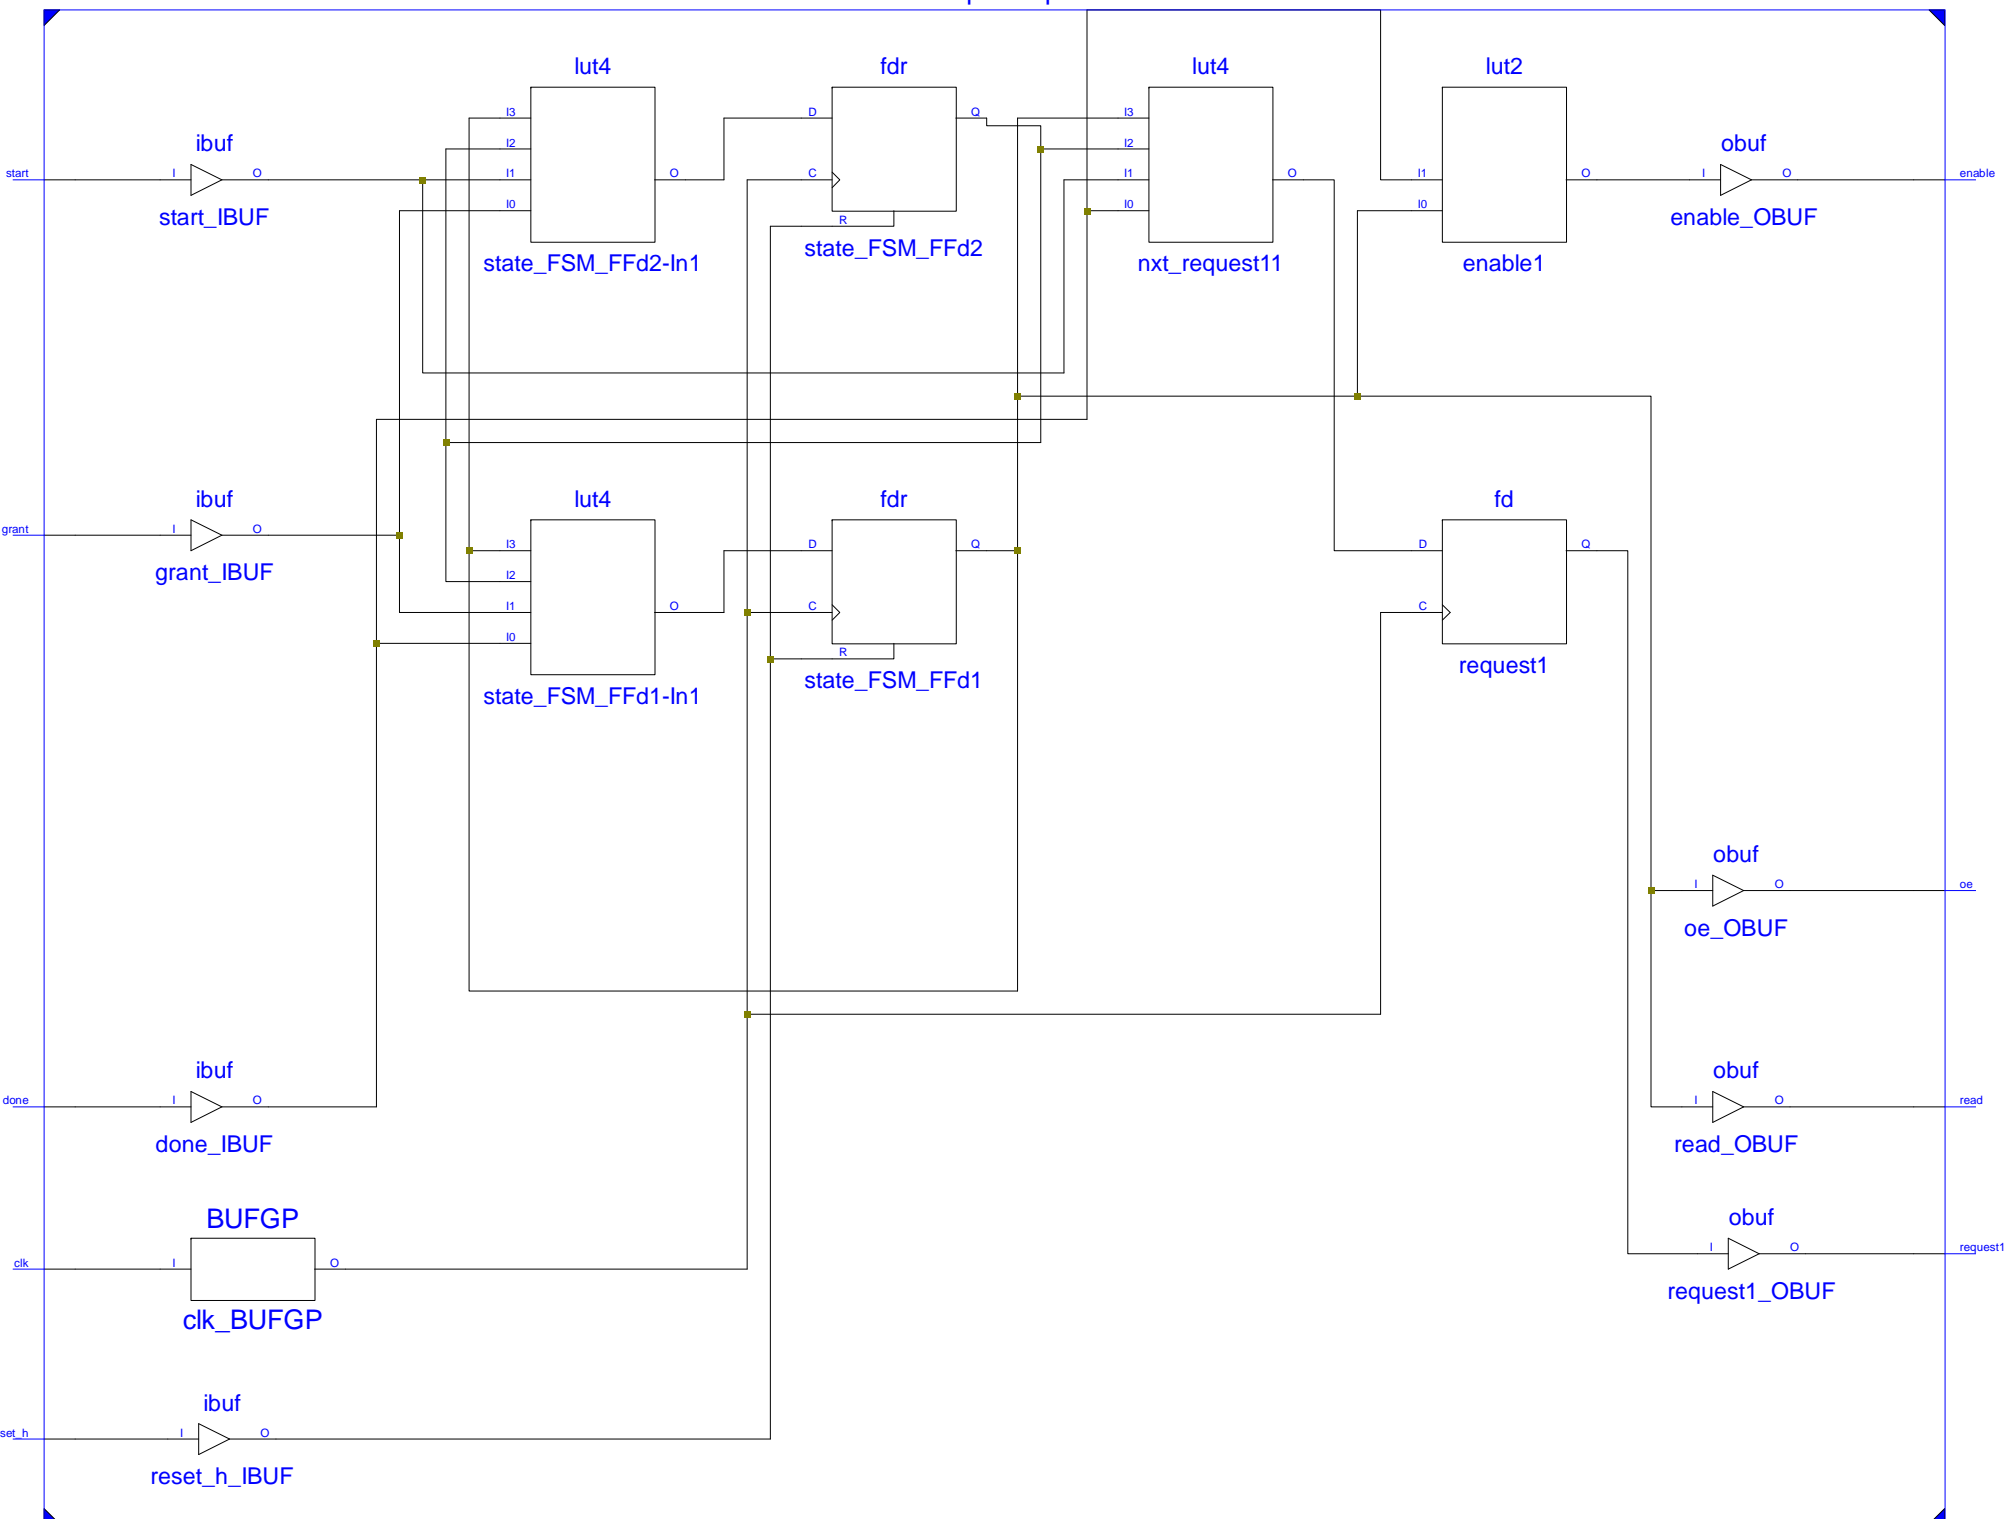 lut4
fdr
lut4
lut2
I3
D
Q
I3
ibuf
I2
I2
obuf
start
I
O
I1
O
C
I1
O
I1
O
I
O
enable
I0
R
I0
I0
start_IBUF
state_FSM_FFd2-In1
state_FSM_FFd2
nxt_request11
enable1
enable_OBUF
ibuf
lut4
fdr
fd
grant
I
O
I3
D
Q
D
Q
grant_IBUF
I2
I1
O
C
C
I0
R
state_FSM_FFd1-In1
state_FSM_FFd1
request1
obuf
I
O
oe
oe_OBUF
ibuf
obuf
done
I
O
I
O
read
done_IBUF
read_OBUF
BUFGP
obuf
clk
I
O
I
O
request1
clk_BUFGP
request1_OBUF
ibuf
set_h
I
O
reset_h_IBUF